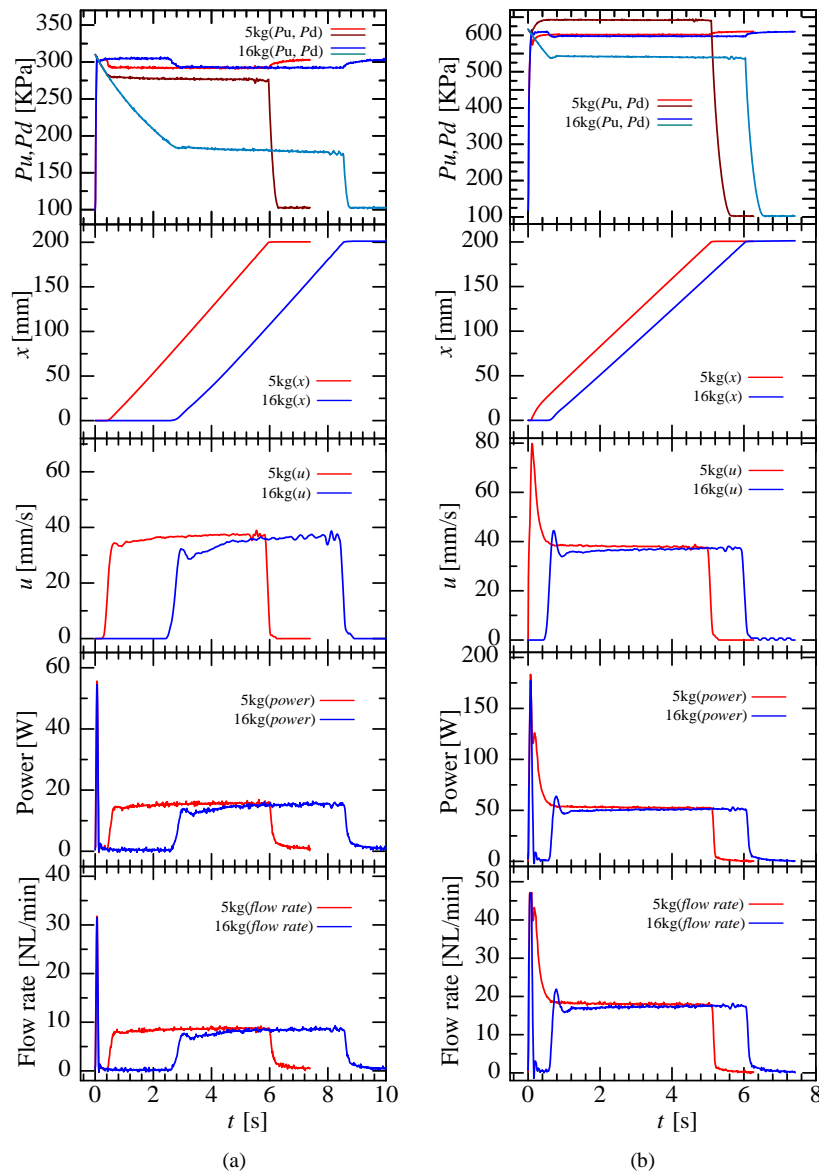 350
300
250
200
150
100
Pu,Pd [KPa]
5kg(Pu, Pd)
16kg(Pu, Pd)
200
150
100
50
0
x [mm]
5kg(x)
16kg(x)
60
40
20
0
u [mm/s]
5kg(u)
16kg(u)
60
40
20
0
Power [W]
5kg(power)
16kg(power)
40
30
20
10
0
Flow rate [NL/min]
5kg(flow rate)
16kg(flow rate)
0 2 4 6 8 10
t [s]
(a)
600
500
400
300
200
100
Pu,Pd [KPa]
5kg(Pu, Pd)
16kg(Pu, Pd)
200
150
100
50
0
x [mm]
5kg(x)
16kg(x)
80
60
40
20
0
u [mm/s]
5kg(u)
16kg(u)
200
150
100
50
0
Power [W]
5kg(power)
16kg(power)
50
40
30
20
10
0
Flow rate [NL/min]
5kg(flow rate)
16kg(flow rate)
0 2 4 6 8
t [s]
(b)